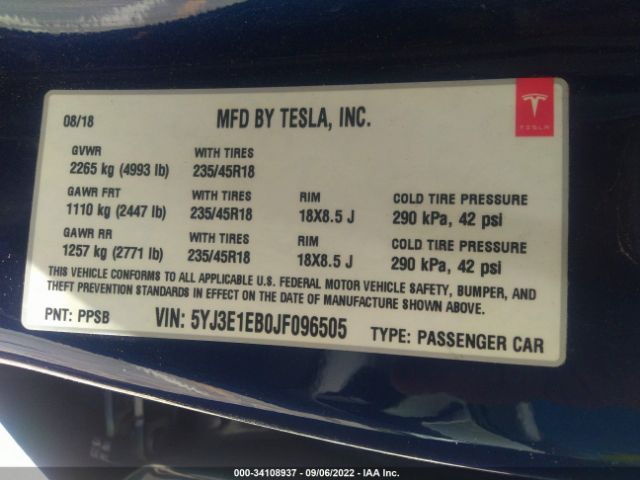 08/18 MFD BY TESLA, INC. TESLA
GVWR WITH TIRES
2265 kg (4993 lb) 235/45R18
GAWR FRT WITH TIRES RIM COLD TIRE PRESSURE
1110 kg (2447 lb) 235/45R18 18X8.5 J 290 kPa, 42 psi
GAWR RR WITH TIRES RIM COLD TIRE PRESSURE
1257 kg (2771 lb) 235/45R18 18X8.5 J 290 kPa, 42 psi
THIS VEHICLE CONFORMS TO ALL APPLICABLE U.S. FEDERAL MOTOR VEHICLE SAFETY, BUMPER, AND
THEFT PREVENTION STANDARDS IN EFFECT ON THE DATE OF MANUFACTURE SHOWN ABOVE.
PNT: PPSB VIN: 5YJ3E1EB0JF096505 TYPE: PASSENGER CAR
000-34108937 - 09/06/2022 - IAA Inc.